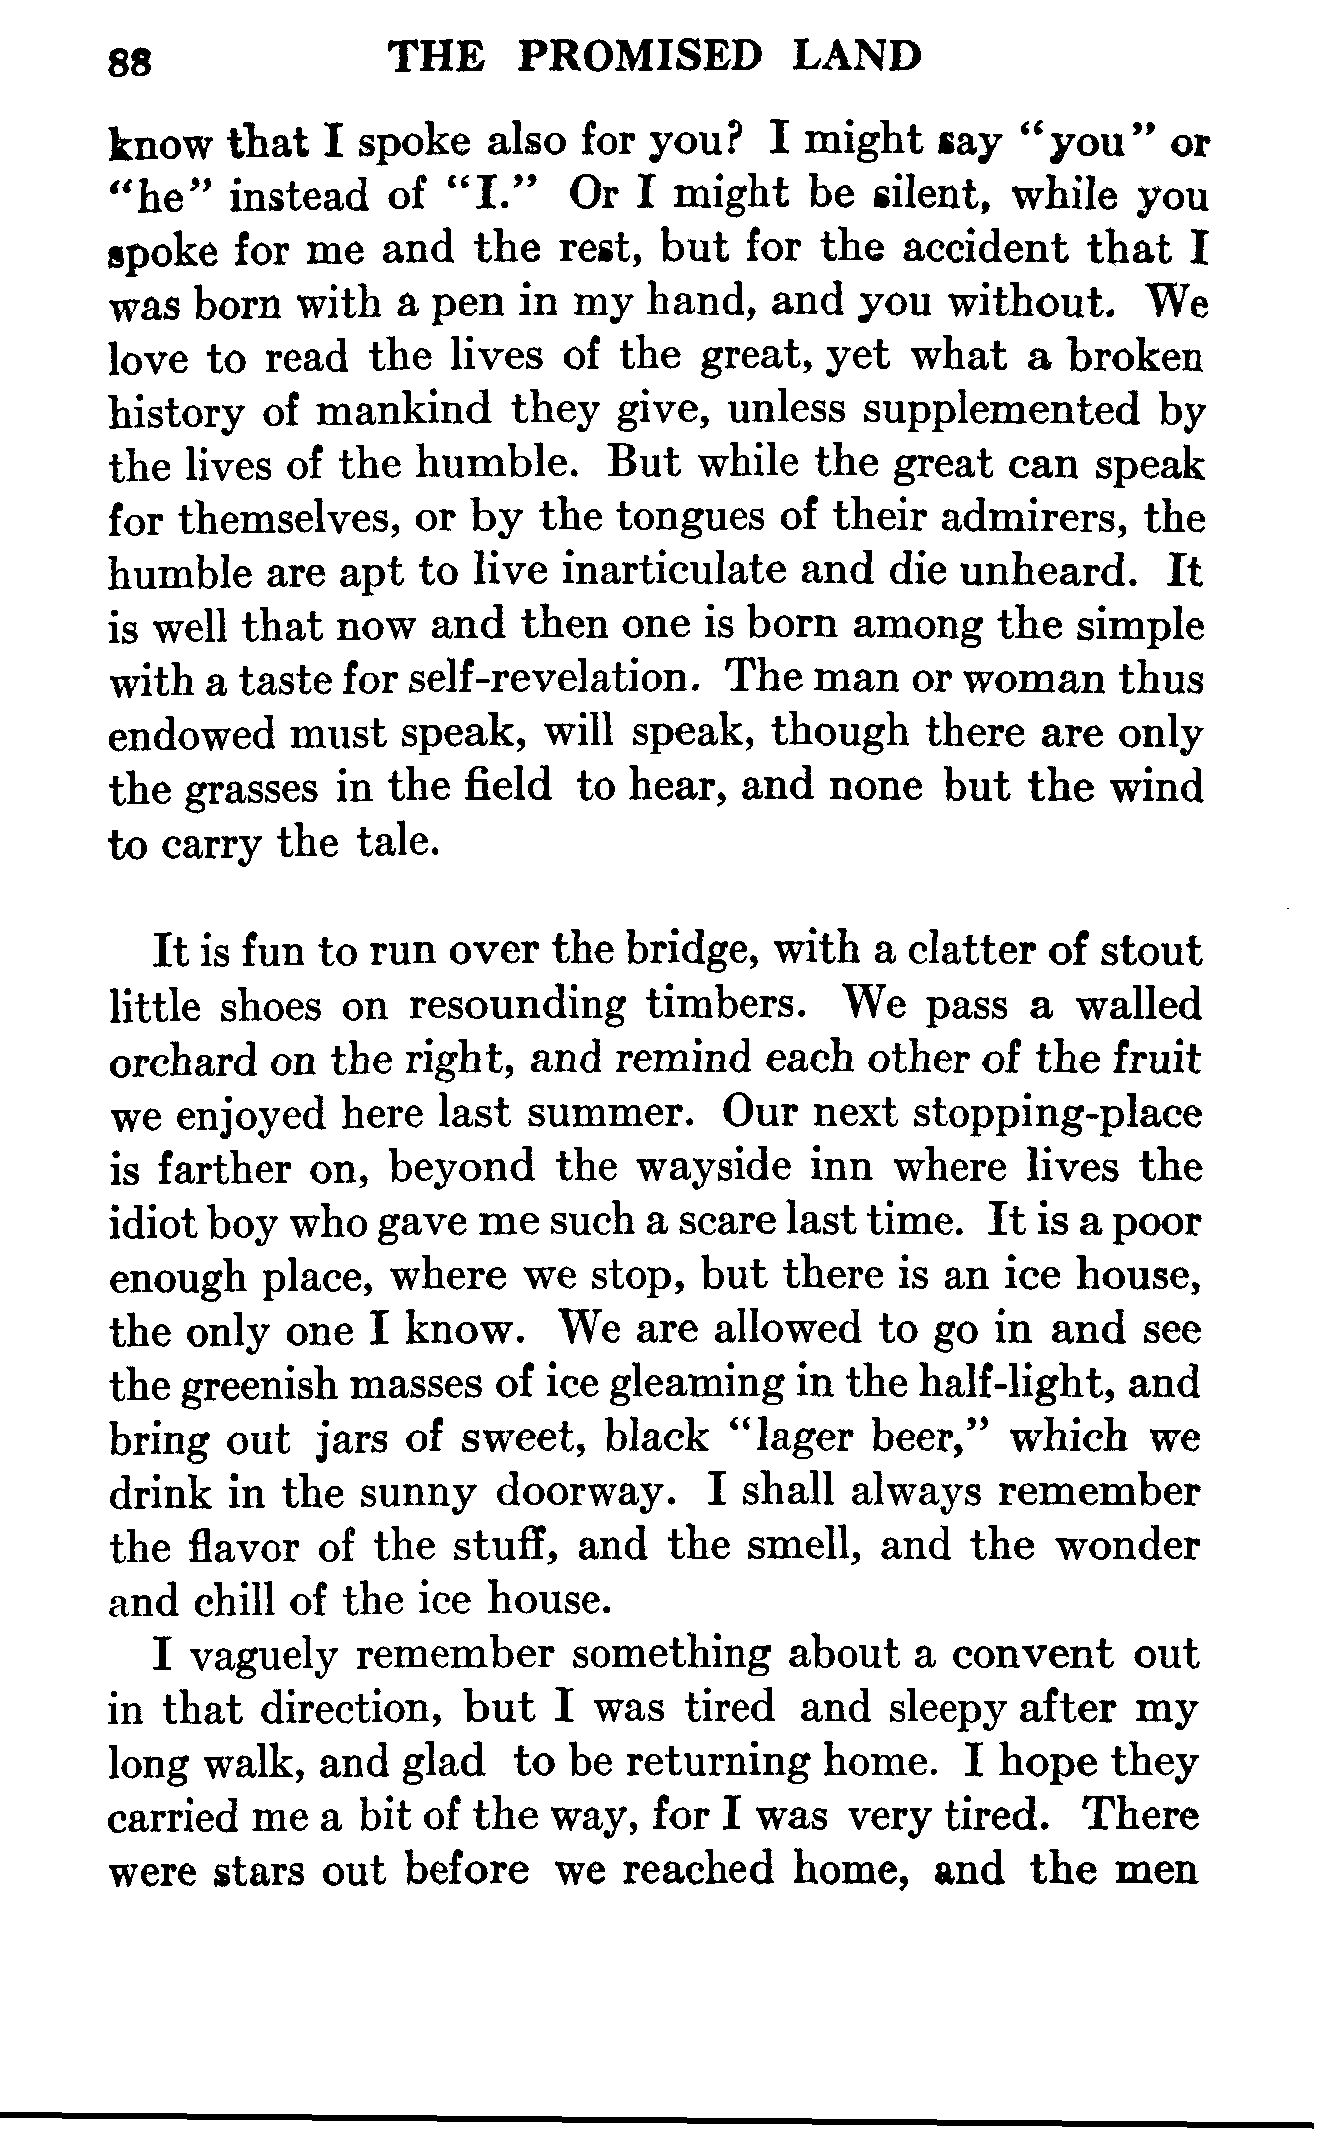 88 THE PROMISED LAND
know that I spoke also for you? I might say “you” or
“he” instead of “I.” Or I might be silent, while you
spoke for me and the rest, but for the accident that I
was born with a pen in my hand, and you without. We
love to read the lives of the great, yet what a broken
history of mankind they give, unless supplemented by
the lives of the humble. But while the great can speak
for themselves, or by the tongues of their admirers, the
humble are apt to live inarticulate and die unheard. It
is well that now and then one is born among the simple
with a taste for self-revelation. The man or woman thus
endowed must speak, will speak, though there are only
the grasses in the field to hear, and none but the wind
to carry the tale.
It is fun to run over the bridge, with a clatter of stout
little shoes on resounding timbers. We pass a walled
orchard on the right, and remind each other of the fruit
we enjoyed here last summer. Our next stopping-place
is farther on, beyond the wayside inn where lives the
idiot boy who gave me such a scare last time. It is a poor
enough place, where we stop, but there is an ice house,
the only one I know. We are allowed to go in and see
the greenish masses of ice gleaming in the half-light, and
bring out jars of sweet, black “lager beer,” which we
drink in the sunny doorway. I shall always remember
the flavor of the stuff, and the smell, and the wonder
and chill of the ice house.
I vaguely remember something about a convent out
in that direction, but I was tired and sleepy after my
long walk, and glad to be returning home. I hope they
carried me a bit of the way, for I was very tired. There
were stars out before we reached home, and the men